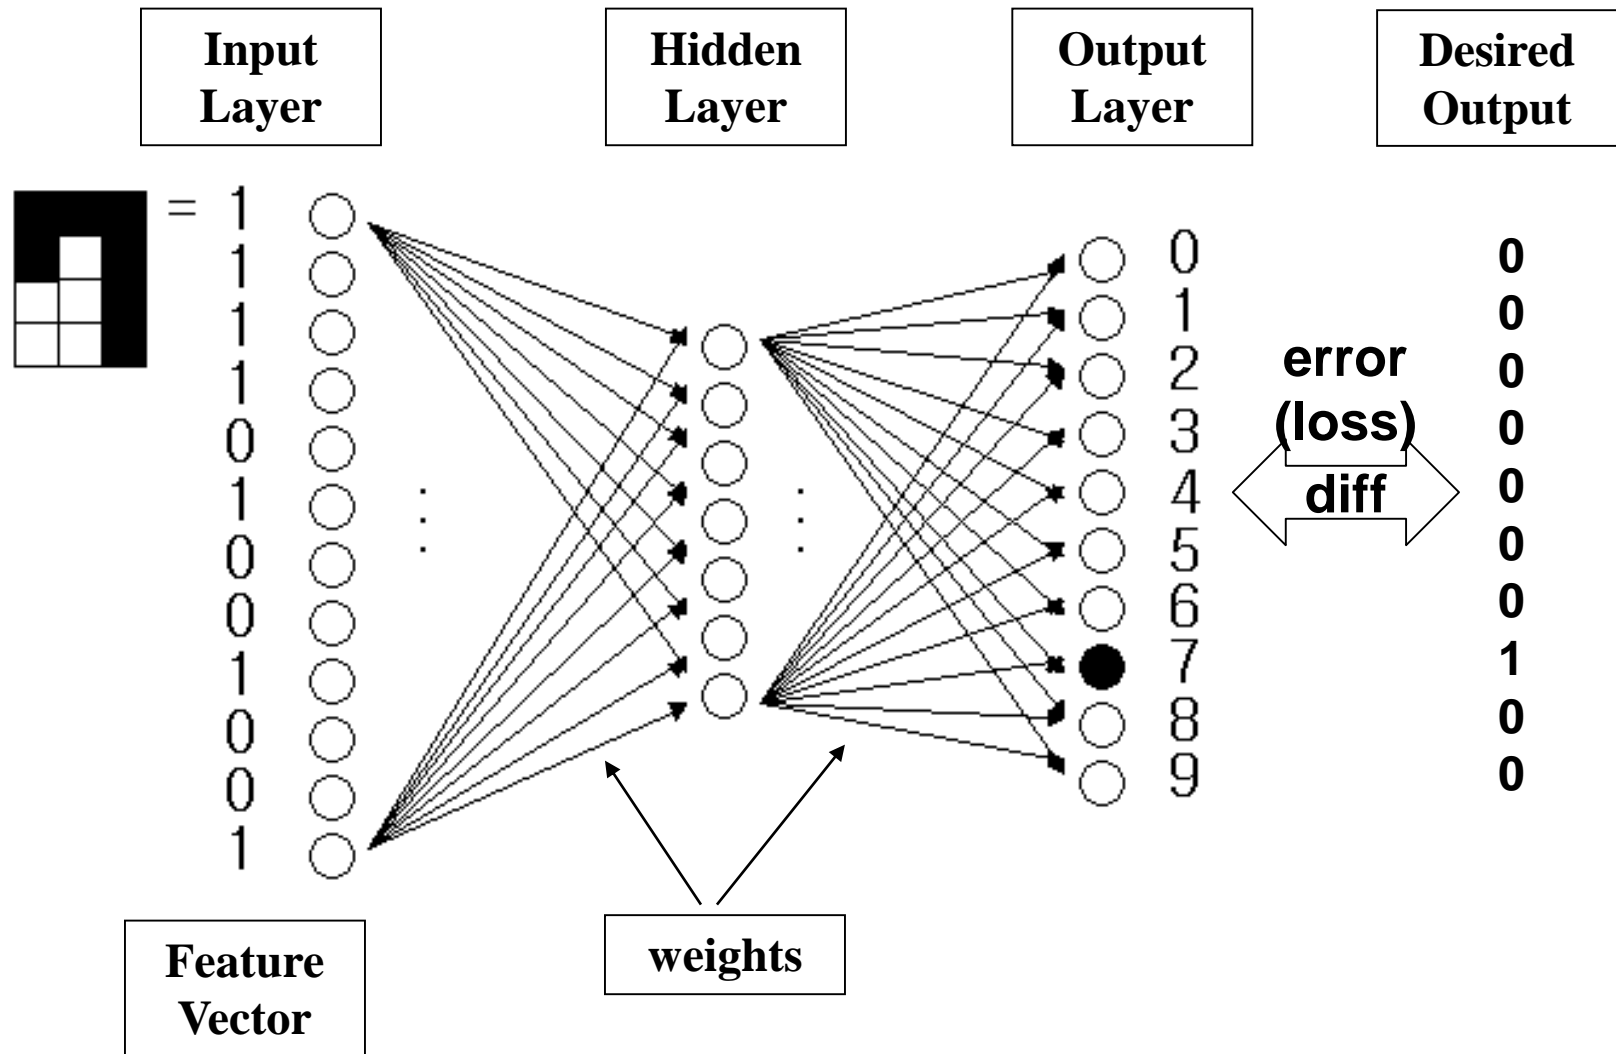 Input
Layer
Hidden
Layer
Output
Layer
Desired
Output
= 1
1
1
1
0
1
0
0
1
0
0
1
Feature
Vector
weights
0
1
2
3
4
5
6
7
8
9
error
(loss)
diff
0
0
0
0
0
0
0
1
0
0